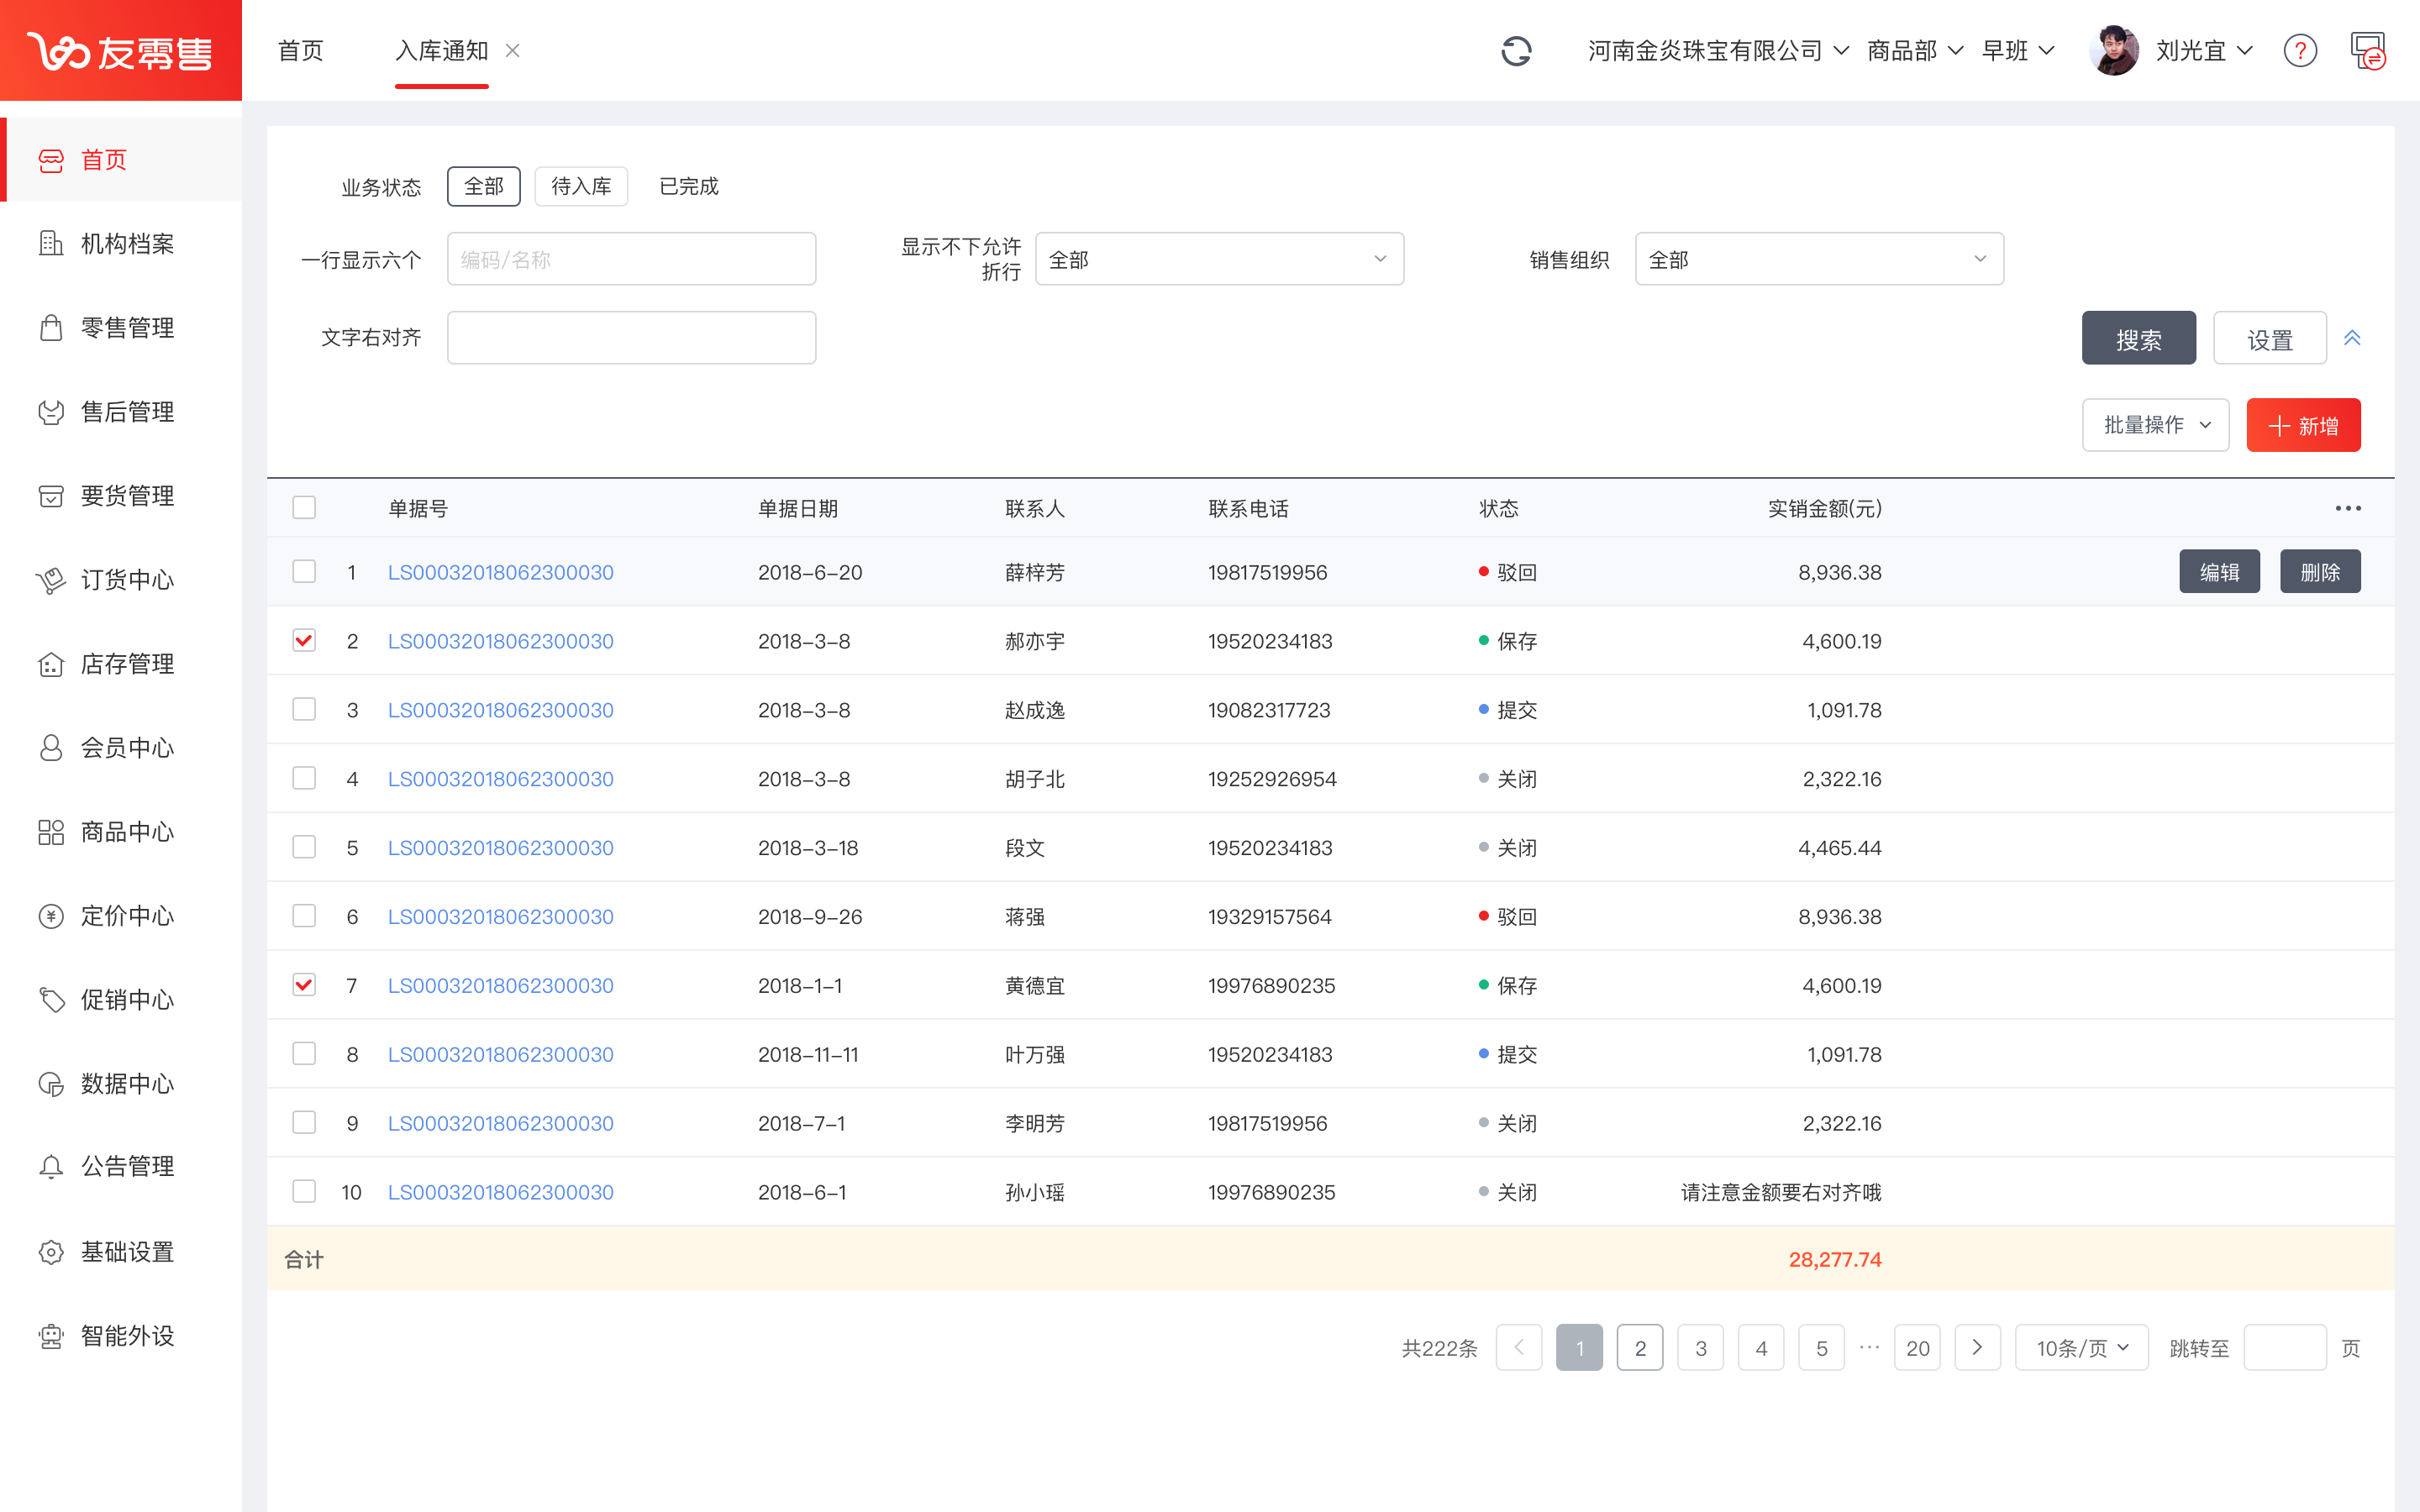 友零售
首页 入库通知
河南金炎珠宝有限公司 商品部 早班 刘光宜 ?
首页
机构档案
零售管理
售后管理
要货管理
订货中心
店存管理
会员中心
商品中心
定价中心
促销中心
数据中心
公告管理
基础设置
智能外设
业务状态 全部 待入库 已完成
一行显示六个 编码/名称 显示不下允许
折行 全部 销售组织 全部
文字右对齐 搜索 设置
批量操作 新增
单据号 单据日期 联系人 联系电话 状态 实销金额(元) •••
1 LS00032018062300030 2018-6-20 薛梓芳 19817519956 驳回 8,936.38 编辑 删除
2 LS00032018062300030 2018-3-8 郝亦宇 19520234183 保存 4,600.19
3 LS00032018062300030 2018-3-8 赵成逸 19082317723 提交 1,091.78
4 LS00032018062300030 2018-3-8 胡子北 19252926954 关闭 2,322.16
5 LS00032018062300030 2018-3-18 段文 19520234183 关闭 4,465.44
6 LS00032018062300030 2018-9-26 蒋强 19329157564 驳回 8,936.38
7 LS00032018062300030 2018-1-1 黄德宜 19976890235 保存 4,600.19
8 LS00032018062300030 2018-11-11 叶万强 19520234183 提交 1,091.78
9 LS00032018062300030 2018-7-1 李明芳 19817519956 关闭 2,322.16
10 LS00032018062300030 2018-6-1 孙小瑶 19976890235 关闭 请注意金额要右对齐哦
合计 28,277.74
共222条 1 2 3 4 5 ··· 20 10条/页 跳转至 页